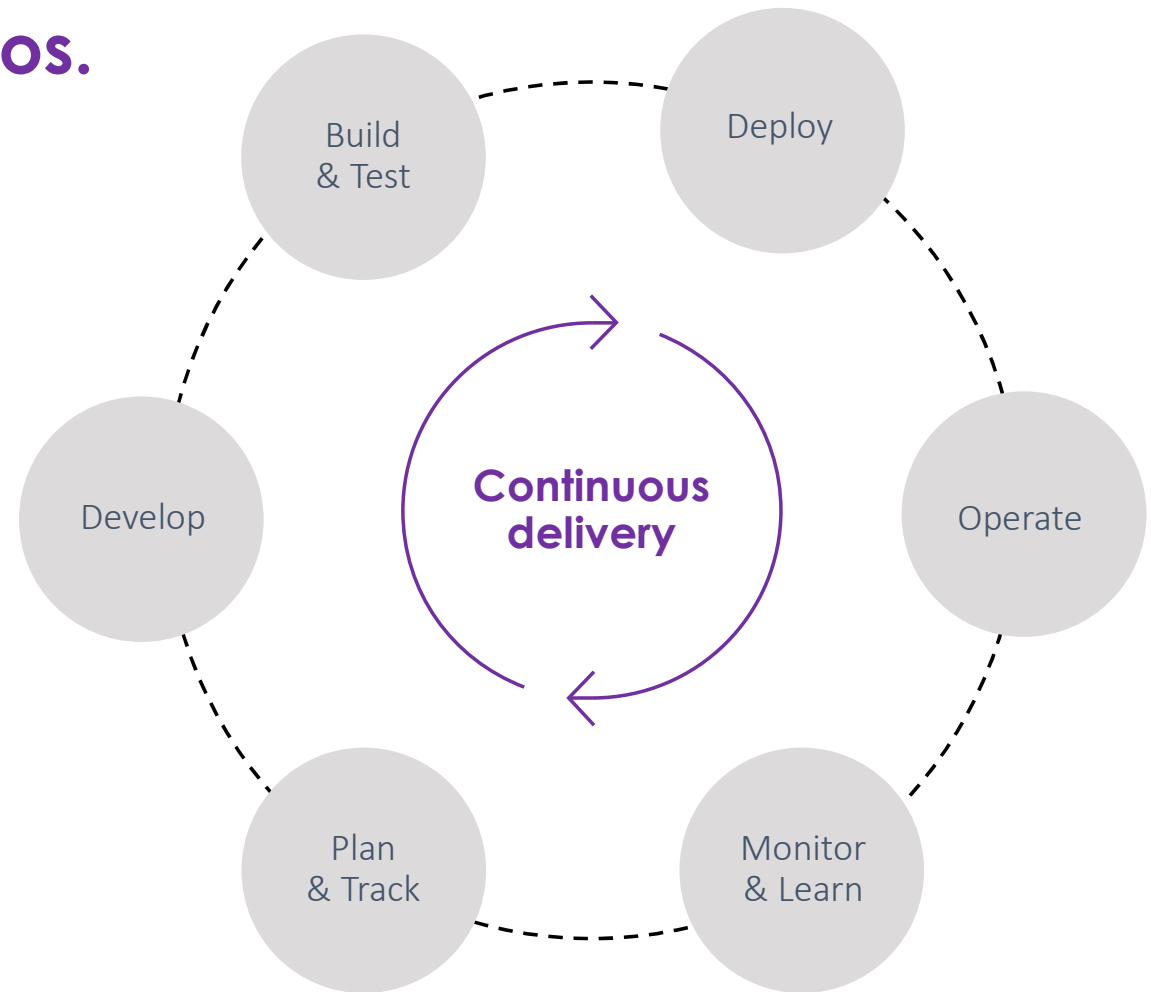 os.
Build
& Test
Deploy
Develop
Continuous
delivery
Operate
Plan
& Track
Monitor
& Learn